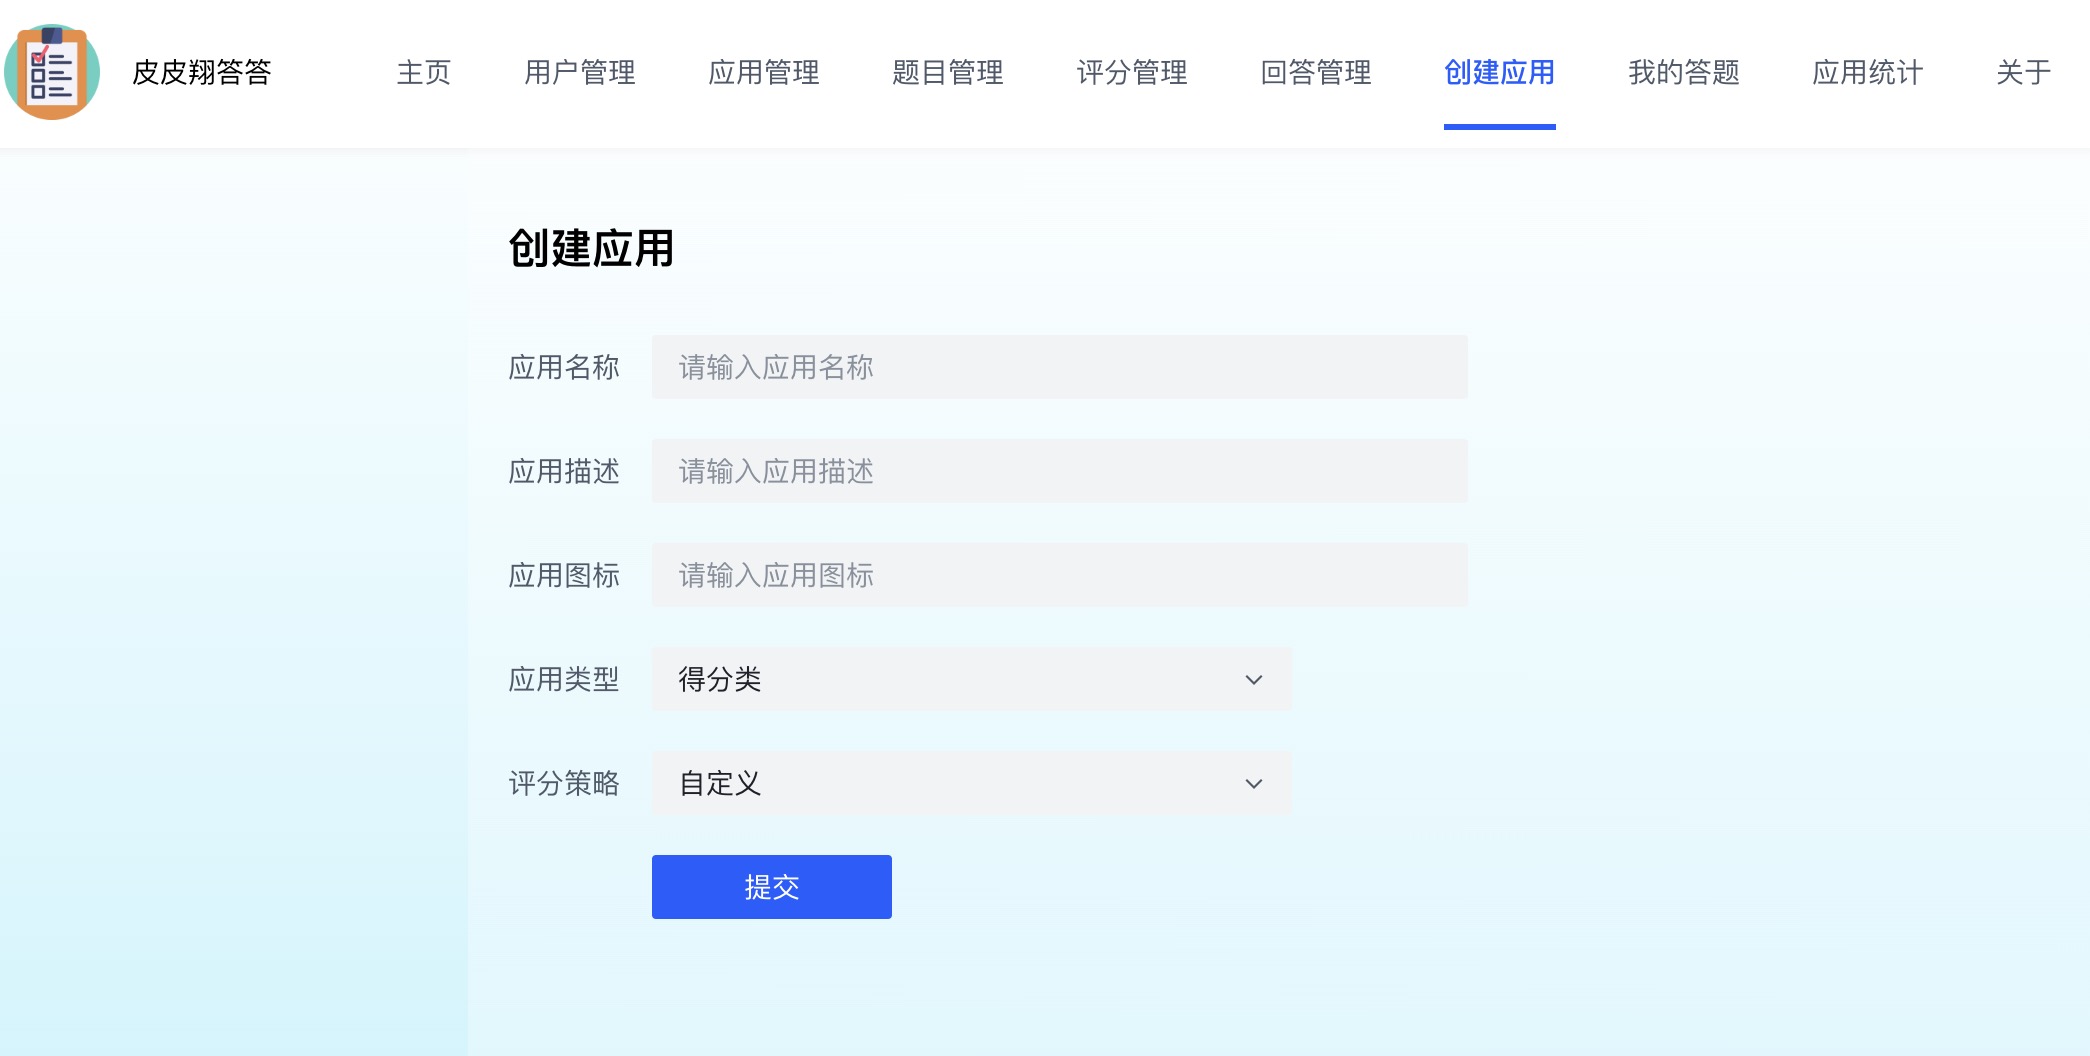 皮皮翔答答 主页 用户管理 应用管理 题目管理 评分管理 回答管理 创建应用 我的答题 应用统计 关于
创建应用
应用名称 请输入应用名称
应用描述 请输入应用描述
应用图标 请输入应用图标
应用类型 得分类
评分策略 自定义
提交